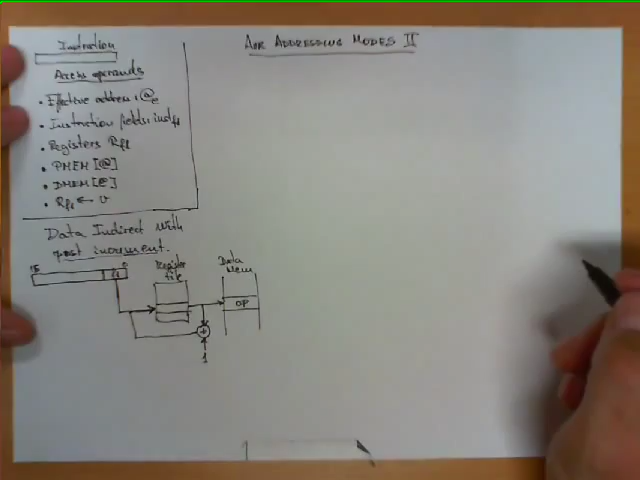 AVR ADDRESSING MODES II
Instruction
Access operands
• Effective address: @e
• Instruction fields: inst
• Registers
• PMEM [@]
• DMEM [@]
• ← v
Data Indirect with
post increment.
15 0
Register
file
Data
Mem
OP
+
1